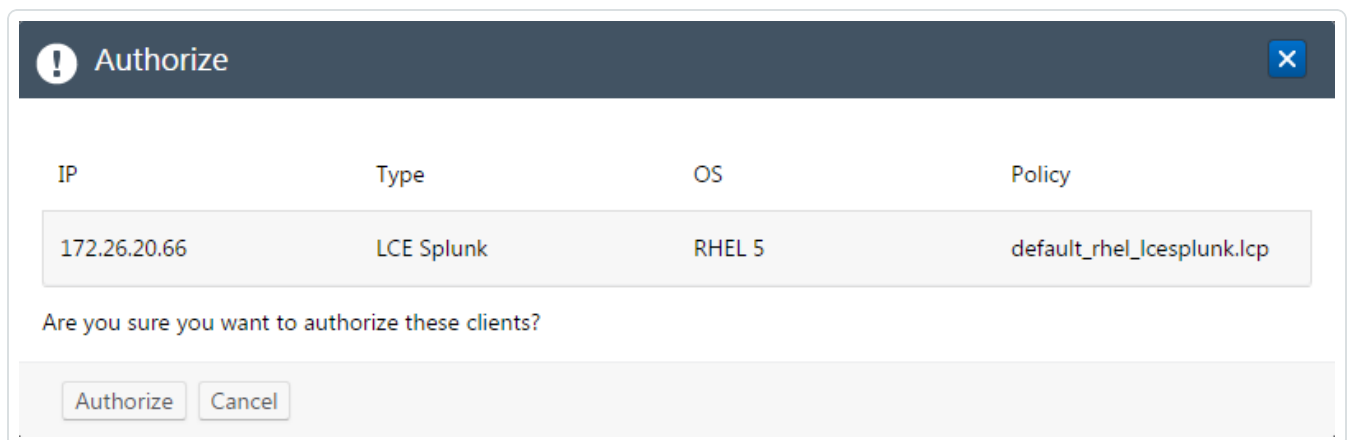 Authorize
IP Type OS Policy
172.26.20.66 LCE Splunk RHEL 5 default_rhel_lcesplunk.lcp
Are you sure you want to authorize these clients?
Authorize Cancel